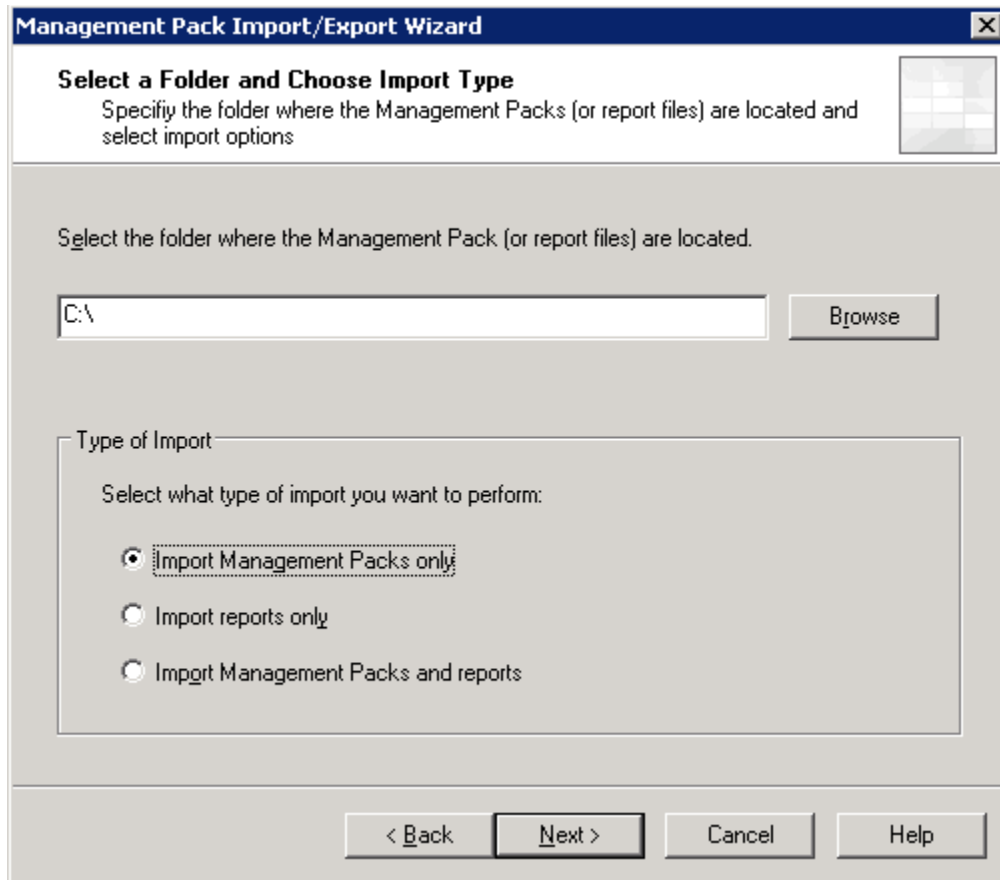 Management Pack Import/Export Wizard
Select a Folder and Choose Import Type
Specifiy the folder where the Management Packs (or report files) are located and
select import options
Select the folder where the Management Pack (or report files) are located.
C:\
Browse
Type of Import
Select what type of import you want to perform:
Import Management Packs only
Import reports only
Import Management Packs and reports
< Back
Next >
Cancel
Help